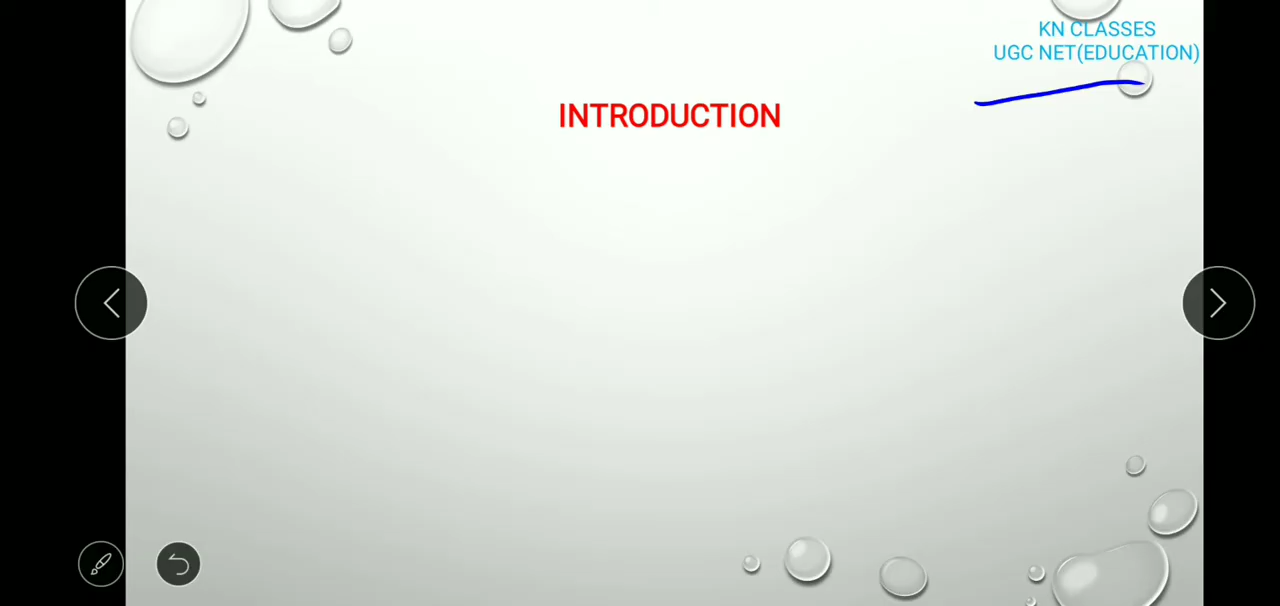 KN CLASSES
UGC NET(EDUCATION)
INTRODUCTION